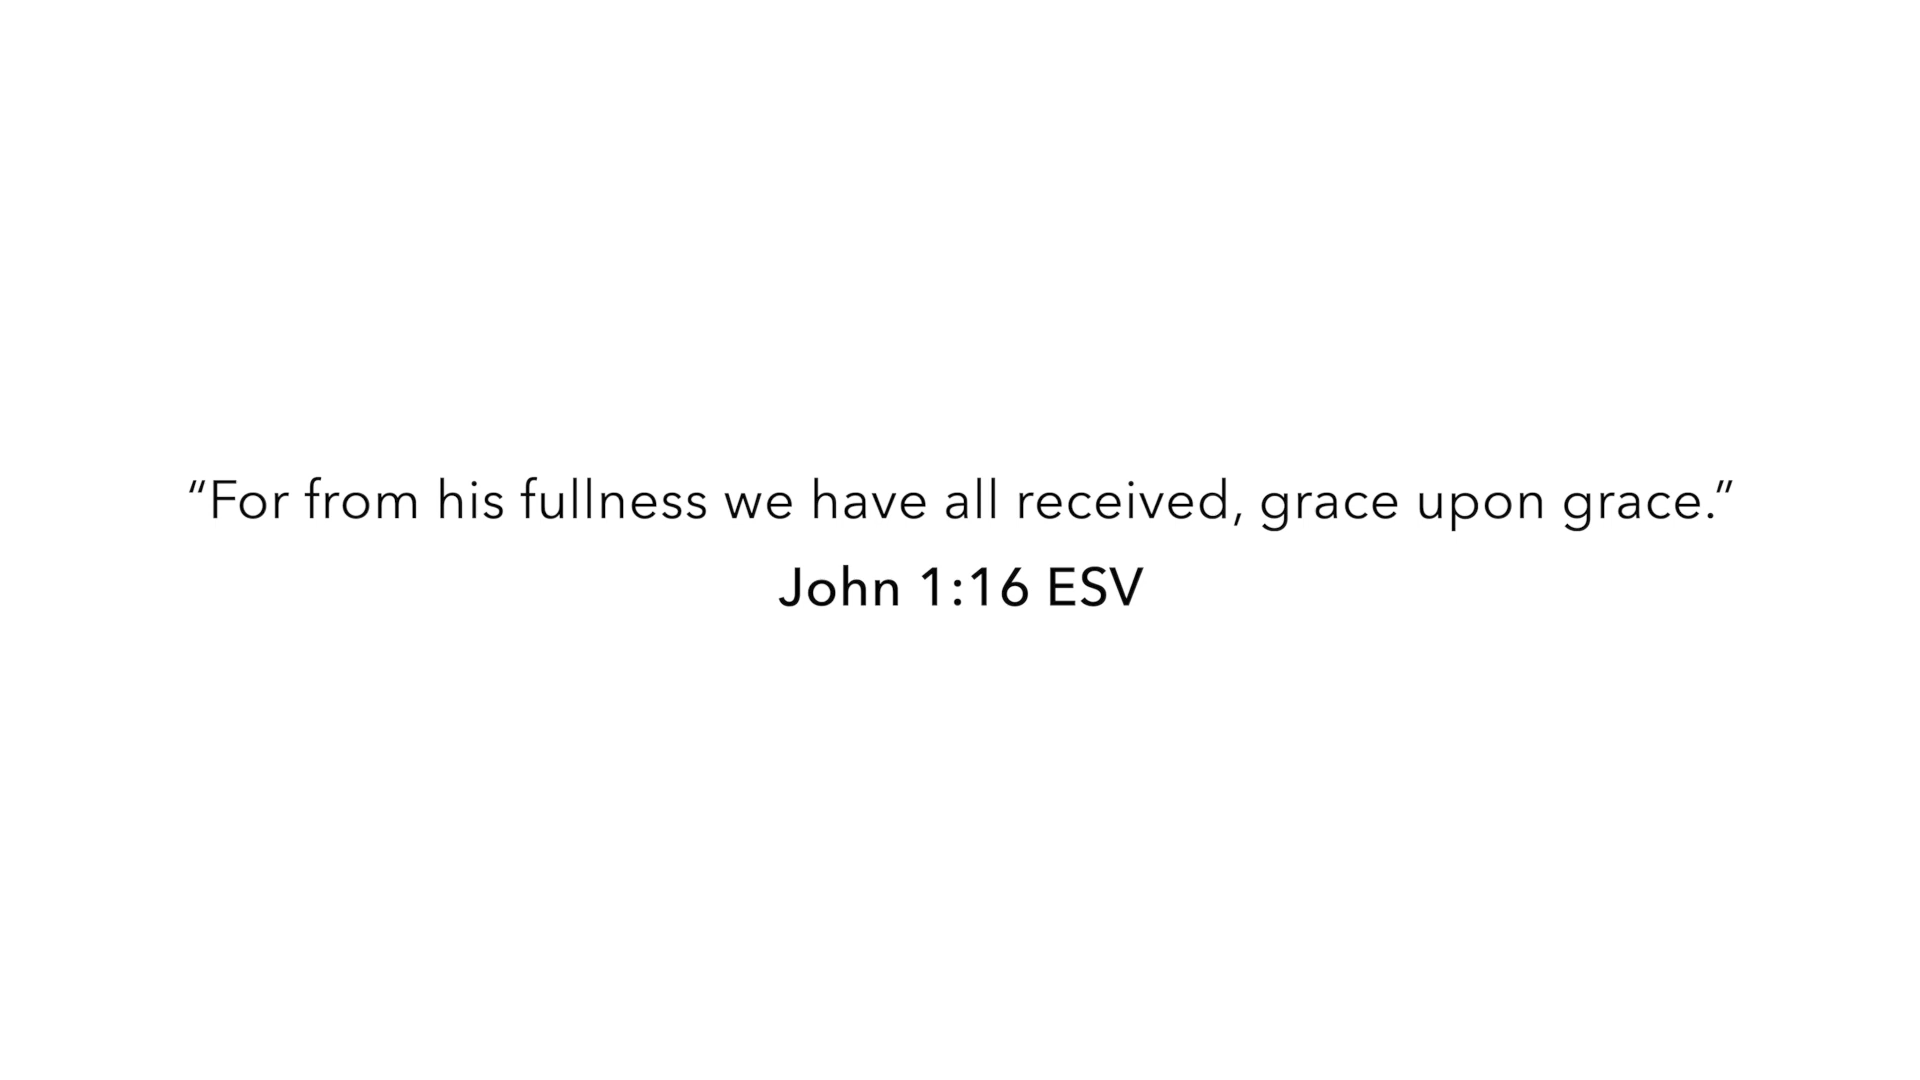 “For from his fullness we have all received, grace upon grace.”
John 1:16 ESV